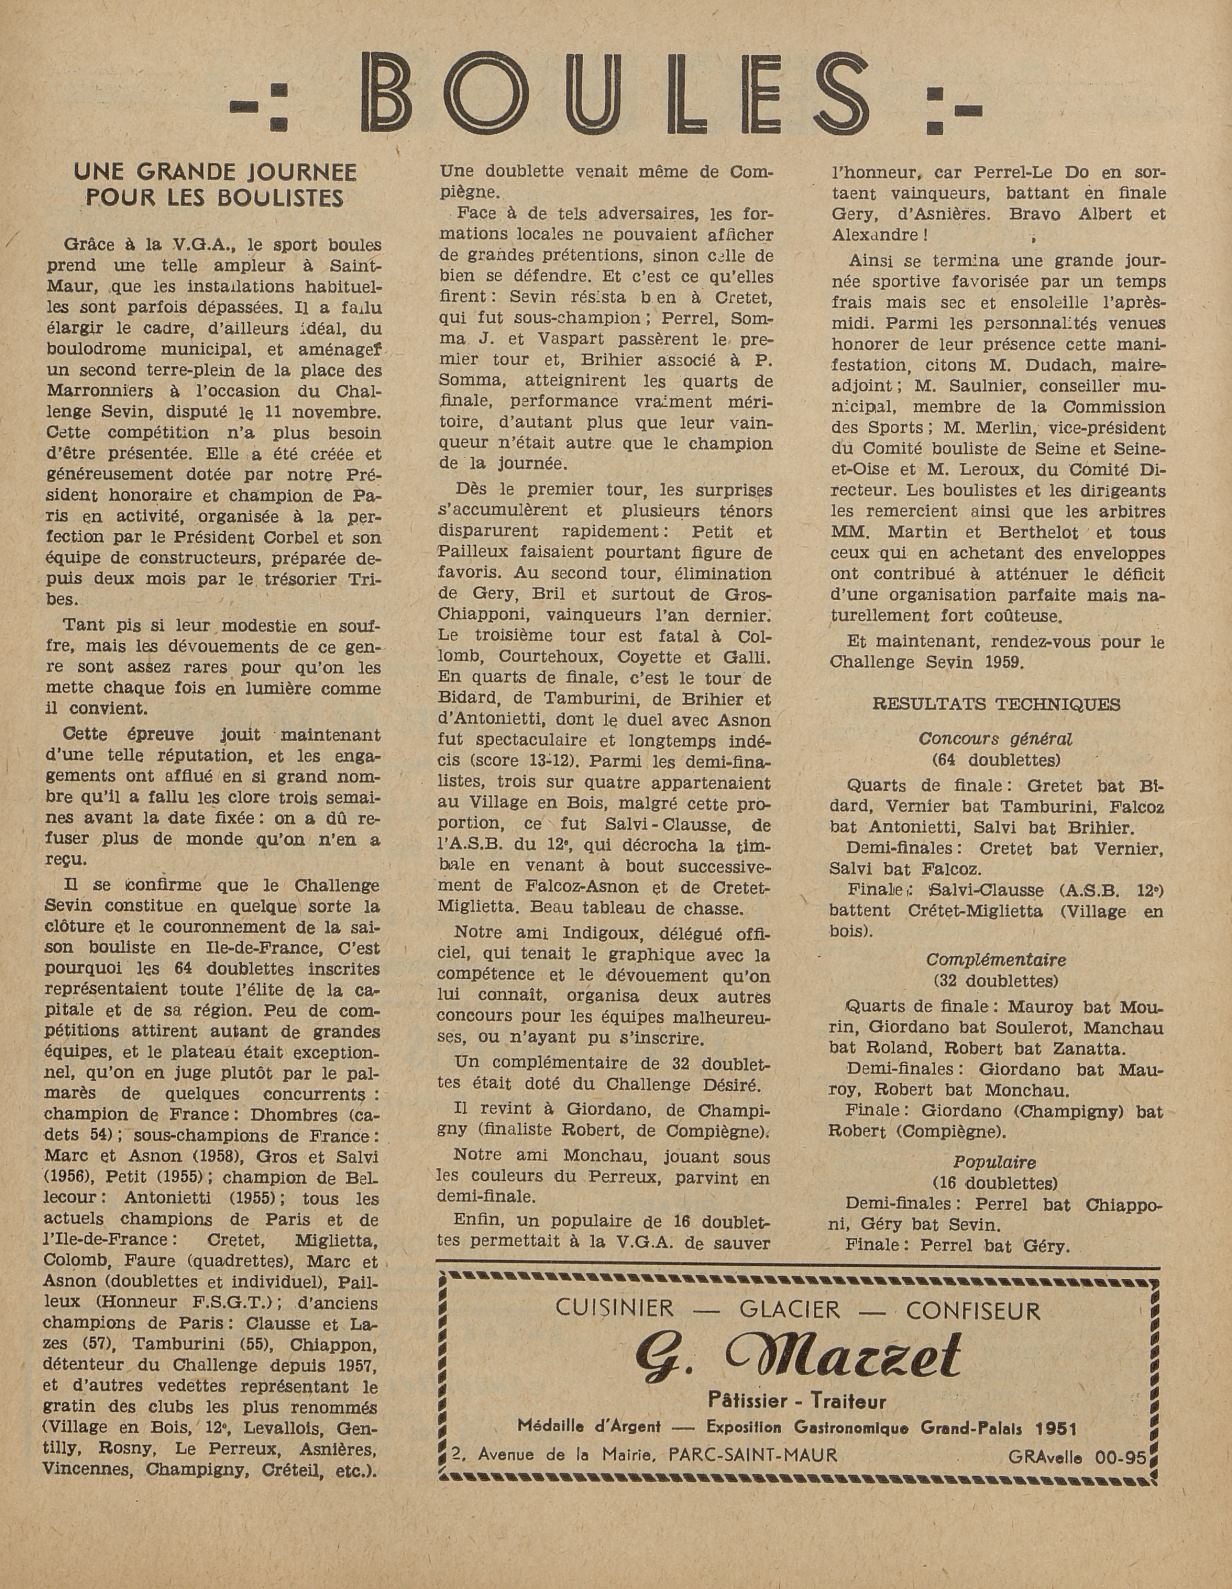 -: BOULES :-
UNE GRANDE JOURNEE
POUR LES BOULISTES
Grâce à la V.G.A., le sport boules
prend une telle ampleur à Saint-
Maur, que les installations habituel-
les sont parfois dépassées. Il a fallu
élargir le cadre, d'ailleurs idéal, du
boulodrome municipal, et aménager
un second terre-plein de la place des
Marronniers à l'occasion du Chal-
lenge Sevin, disputé le 11 novembre.
Cette compétition n'a plus besoin
d'être présentée. Elle a été créée et
généreusement dotée par notre Pré-
sident honoraire et champion de Pa-
ris en activité, organisée à la per-
fection par le Président Corbel et son
équipe de constructeurs, préparée de-
puis deux mois par le trésorier Tri-
bes.
Tant pis si leur modestie en souf-
fre, mais les dévouements de ce gen-
re sont assez rares pour qu'on les
mette chaque fois en lumière comme
il convient.
Cette épreuve jouit maintenant
d'une telle réputation, et les enga-
gements ont afflué en si grand nom-
bre qu'il a fallu les clore trois semai-
nes avant la date fixée : on a dû re-
fuser plus de monde qu'on n'en a
reçu.
Il se confirme que le Challenge
Sevin constitue en quelque sorte la
clôture et le couronnement de la sai-
son bouliste en Ile-de-France, C'est
pourquoi les 64 doublettes inscrites
représentaient toute l'élite de la ca-
pitale et de sa région. Peu de com-
pétitions attirent autant de grandes
équipes, et le plateau était exception-
nel, qu'on en juge plutôt par le pal-
marès de quelques concurrents :
champion de France : Dhombres (ca-
dets 54) ; sous-champions de France :
Marc et Asnon (1958), Gros et Salvi
(1956), Petit (1955) ; champion de Bel-
lecour : Antonietti (1955) ; tous les
actuels champions de Paris et de
l'Ile-de-France : Cretet, Miglietta,
Colomb, Faure (quadrettes), Marc et
Asnon (doublettes et individuel), Pail-
leux (Honneur F.S.G.T.) ; d'anciens
champions de Paris : Clausse et La-
zes (57), Tamburini (55), Chiappon,
détenteur du Challenge depuis 1957,
et d'autres vedettes représentant le
gratin des clubs les plus renommés
(Village en Bois, 12e, Levallois, Gen-
tilly, Rosny, Le Perreux, Asnières,
Vincennes, Champigny, Créteil, etc.).
Une doublette venait même de Com-
piègne.
Face à de tels adversaires, les for-
mations locales ne pouvaient afficher
de grandes prétentions, sinon celle de
bien se défendre. Et c'est ce qu'elles
firent : Sevin résista bien à Cretet,
qui fut sous-champion ; Perrel, Som-
ma J. et Vaspart passèrent le pre-
mier tour et, Brihier associé à P.
Somma, atteignirent les quarts de
finale, performance vraiment méri-
toire, d'autant plus que leur vain-
queur n'était autre que le champion
de la journée.
Dès le premier tour, les surprises
s'accumulèrent et plusieurs ténors
disparurent rapidement : Petit et
Pailleux faisaient pourtant figure de
favoris. Au second tour, élimination
de Gery, Bril et surtout de Gros-
Chiapponi, vainqueurs l'an dernier.
Le troisième tour est fatal à Col-
lomb, Courtehoux, Coyette et Galli.
En quarts de finale, c'est le tour de
Bidard, de Tamburini, de Brihier et
d'Antonietti, dont le duel avec Asnon
fut spectaculaire et longtemps indé-
cis (score 13-12). Parmi les demi-fina-
listes, trois sur quatre appartenaient
au Village en Bois, malgré cette pro-
portion, ce fut Salvi-Clausse, de
l'A.S.B. du 12e, qui décrocha la tim-
bale en venant à bout successive-
ment de Falcoz-Asnon et de Cretet-
Miglietta. Beau tableau de chasse.
Notre ami Indigoux, délégué offi-
ciel, qui tenait le graphique avec la
compétence et le dévouement qu'on
lui connaît, organisa deux autres
concours pour les équipes malheureu-
ses, ou n'ayant pu s'inscrire.
Un complémentaire de 32 doublet-
tes était doté du Challenge Désiré.
Il revint à Giordano, de Champi-
gny (finaliste Robert, de Compiègne).
Notre ami Monchau, jouant sous
les couleurs du Perreux, parvint en
demi-finale.
Enfin, un populaire de 16 doublet-
tes permettait à la V.G.A. de sauver
l'honneur, car Perrel-Le Do en sor-
taent vainqueurs, battant en finale
Gery, d'Asnières. Bravo Albert et
Alexandre !
Ainsi se termina une grande jour-
née sportive favorisée par un temps
frais mais sec et ensoleille l'après-
midi. Parmi les personnalités venues
honorer de leur présence cette mani-
festation, citons M. Dudach, maire-
adjoint ; M. Saulnier, conseiller mu-
nicipal, membre de la Commission
des Sports ; M. Merlin, vice-président
du Comité bouliste de Seine et Seine-
et-Oise et M. Leroux, du Comité Di-
recteur. Les boulistes et les dirigeants
les remercient ainsi que les arbitres
MM. Martin et Berthelot et tous
ceux qui en achetant des enveloppes
ont contribué à atténuer le déficit
d'une organisation parfaite mais na-
turellement fort coûteuse.
Et maintenant, rendez-vous pour le
Challenge Sevin 1959.
RESULTATS TECHNIQUES
Concours général
(64 doublettes)
Quarts de finale : Gretet bat Bi-
dard, Vernier bat Tamburini, Falcoz
bat Antonietti, Salvi bat Brihier.
Demi-finales : Cretet bat Vernier,
Salvi bat Falcoz.
Finale : Salvi-Clausse (A.S.B. 12e)
battent Crétet-Miglietta (Village en
bois).
Complémentaire
(32 doublettes)
Quarts de finale : Mauroy bat Mou-
rin, Giordano bat Soulerot, Manchau
bat Roland, Robert bat Zanatta.
Demi-finales : Giordano bat Mau-
roy, Robert bat Monchau.
Finale : Giordano (Champigny) bat
Robert (Compiègne).
Populaire
(16 doublettes)
Demi-finales : Perrel bat Chiappo-
ni, Géry bat Sevin.
Finale : Perrel bat Géry.
CUISINIER — GLACIER — CONFISEUR
G. Marzet
Pâtissier - Traiteur
Médaille d'Argent — Exposition Gastronomique Grand-Palais 1951
2, Avenue de la Mairie, PARC-SAINT-MAUR GRAvelle 00-95